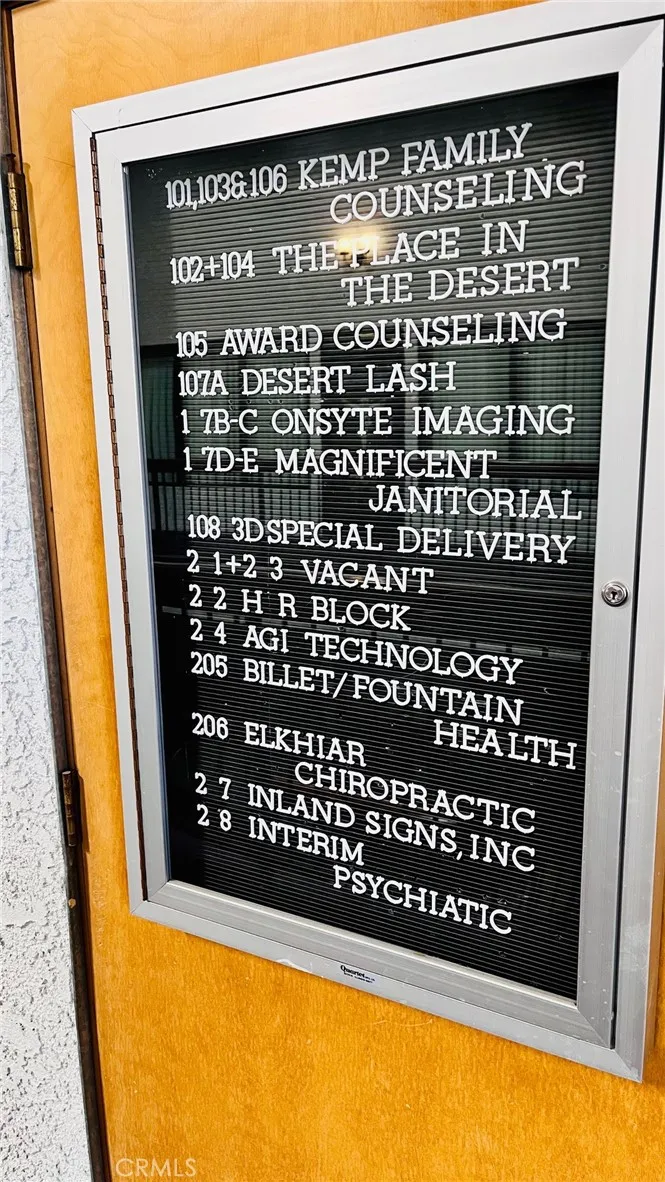 101,103&106 KEMP FAMILY
COUNSELING
102+104 THE PLACE IN
THE DESERT
105 AWARD COUNSELING
107A DESERT LASH
1 7B-C ONSYTE IMAGING
1 7D-E MAGNIFICENT
JANITORIAL
108 3D SPECIAL DELIVERY
2 1+2 3 VACANT
2 2 H R BLOCK
2 4 AGI TECHNOLOGY
205 BILLET/FOUNTAIN
HEALTH
206 ELKHIAR
CHIROPRACTIC
2 7 INLAND SIGNS, INC
2 8 INTERIM
PSYCHIATIC
Quartet
CRMLS